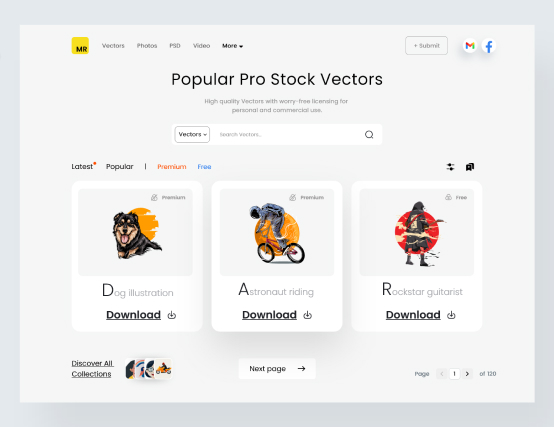 MR
Vectors
Photos
PSD
Video
More
+ Submit
Popular Pro Stock Vectors
High quality Vectors with worry-free licensing for
personal and commercial use.
Vectors
Search Vectors...
Latest
Popular
|
Premium
Free
Premium
Dog illustration
Download
Premium
Astronaut riding
Download
Free
Rockstar guitarist
Download
Discover All
Collections
Next page
Page
1
of 120